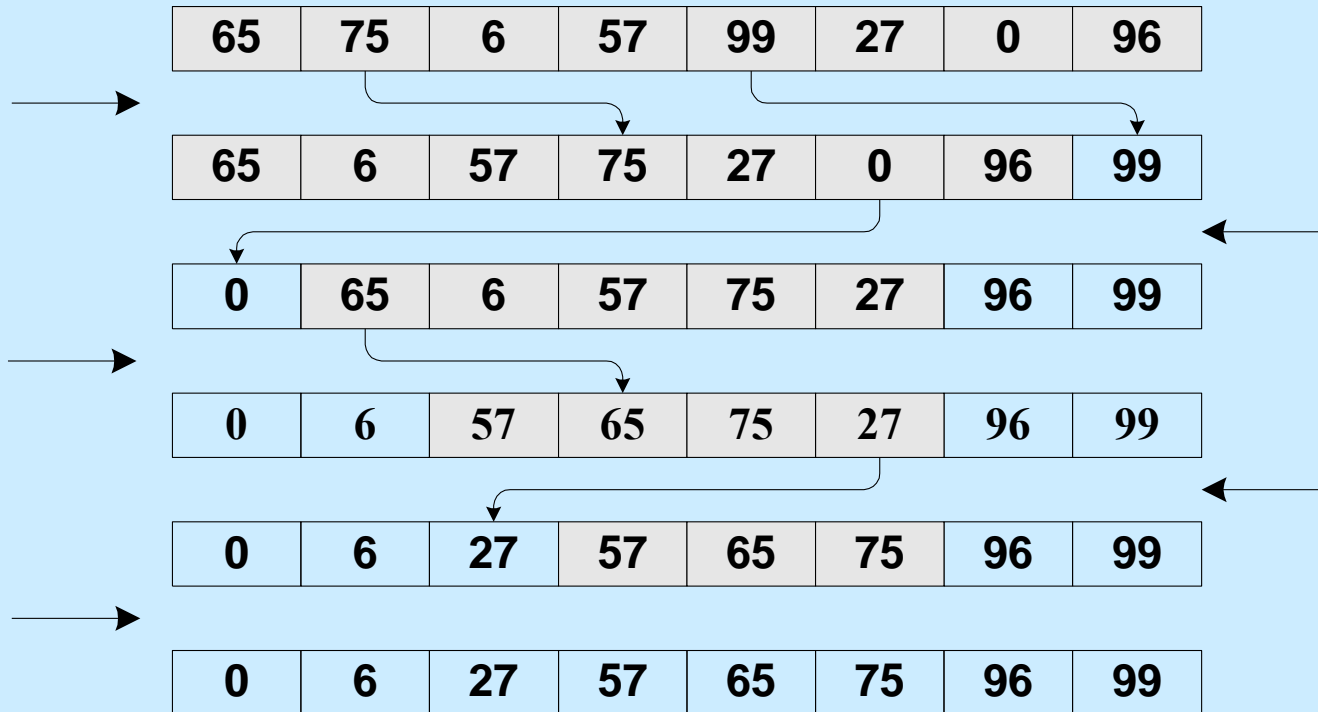 65 75 6 57 99 27 0 96
65 6 57 75 27 0 96 99
0 65 6 57 75 27 96 99
0 6 57 65 75 27 96 99
0 6 27 57 65 75 96 99
0 6 27 57 65 75 96 99